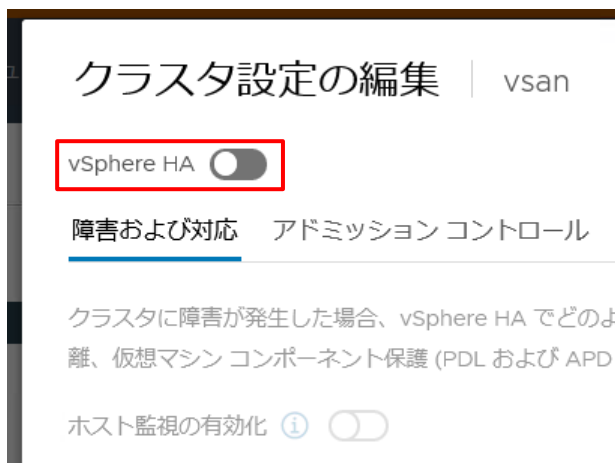 クラスタ設定の編集 vsan
vSphere HA
障害および対応 アドミッション コントロール
クラスタに障害が発生した場合、vSphere HA でどのよ
離、仮想マシン コンポーネント保護 (PDL および APD
ホスト監視の有効化